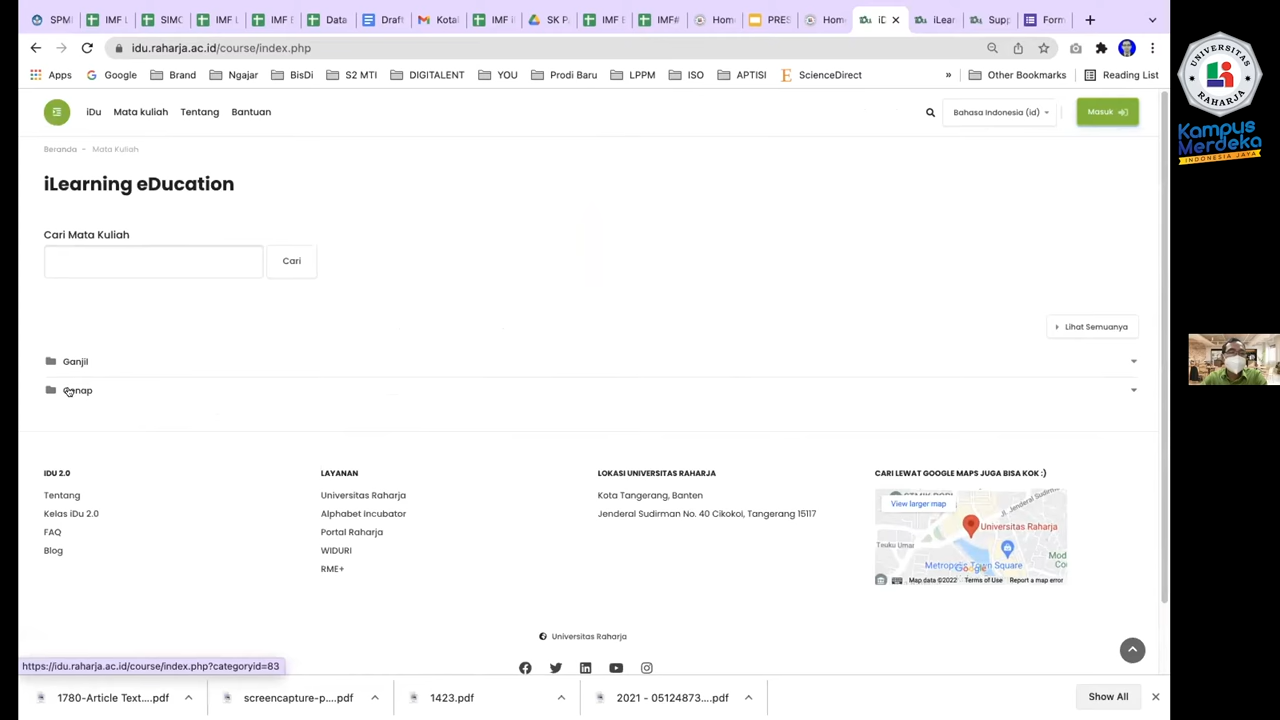 SPM
IMF L
SIMC
IMF L
IMF E
Data
Draft
Kotal
IMF i
SK P
IMF E
IMF#
Hom
PRES
Hom
iD
iLear
Supp
Form
idu.raharja.ac.id/course/index.php
Apps
Google
Brand
Ngajar
BisDi
S2 MTI
DIGITALENT
YOU
Prodi Baru
LPPM
ISO
APTISI
ScienceDirect
»
Other Bookmarks
Reading List
iDu
Mata kuliah
Tentang
Bantuan
Bahasa Indonesia (id)
Masuk
Beranda - Mata Kuliah
iLearning eDucation
Cari Mata Kuliah
Cari
Lihat Semuanya
Ganjil
IDU 2.0
Tentang
Kelas iDu 2.0
FAQ
Blog
LAYANAN
Universitas Raharja
Alphabet Incubator
Portal Raharja
WIDURI
RME+
LOKASI UNIVERSITAS RAHARJA
Kota Tangerang, Banten
Jenderal Sudirman No. 40 Cikokol, Tangerang 15117
CARI LEWAT GOOGLE MAPS JUGA BISA KOK :)
View larger map
Universitas Raharja
Teuku Umar
Metropolis Town Square
Google
Map data ©2022
Terms of Use
Report a map error
Universitas Raharja
https://idu.raharja.ac.id/course/index.php?categoryid=83
1780-Article Text....pdf
screencapture-p....pdf
1423.pdf
2021 - 05124873....pdf
Show All
UNIVERSITAS
RAHARJA
Kampus
Merdeka
INDONESIA JAYA